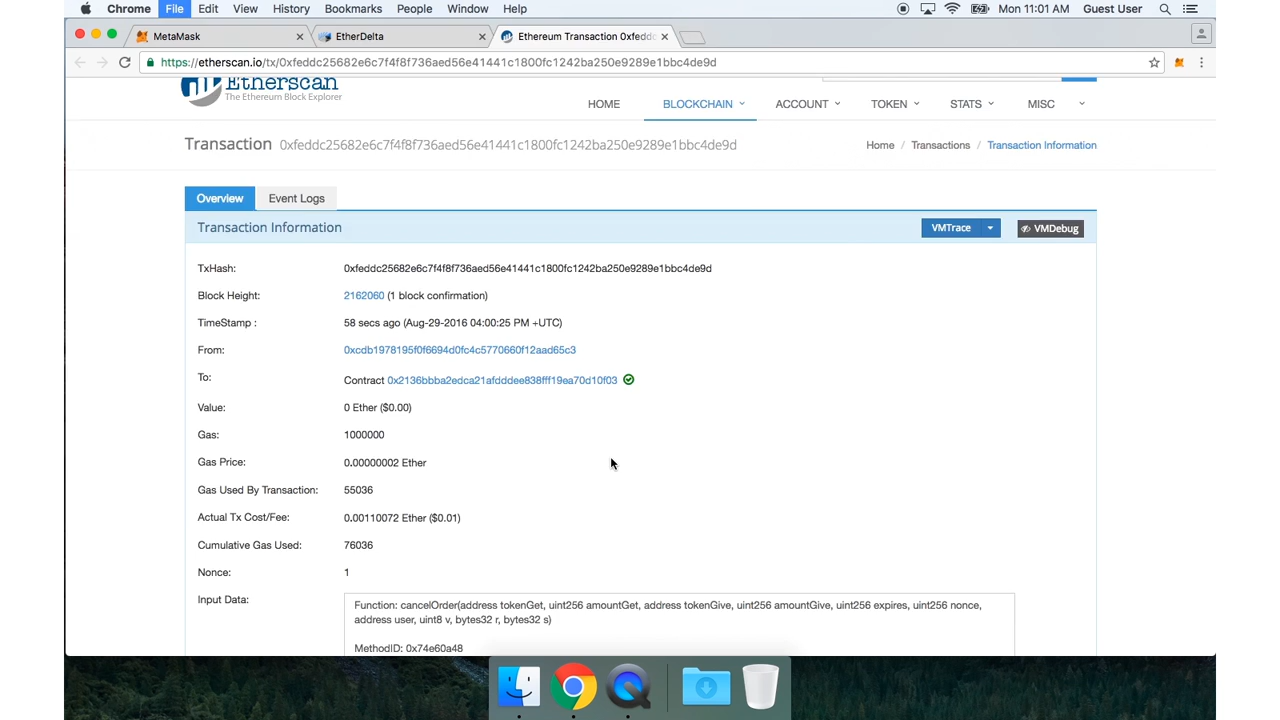 Chrome File Edit View History Bookmarks People Window Help Mon 11:01 AM Guest User
MetaMask EtherDelta Ethereum Transaction 0xfeddc
https://etherscan.io/tx/0xfeddc25682e6c7f4f8f736aed56e41441c1800fc1242ba250e9289e1bbc4de9d
Etherscan
The Ethereum Block Explorer
HOME BLOCKCHAIN ACCOUNT TOKEN STATS MISC
Transaction 0xfeddc25682e6c7f4f8f736aed56e41441c1800fc1242ba250e9289e1bbc4de9d
Home / Transactions / Transaction Information
Overview Event Logs
Transaction Information VMTrace VMDebug
TxHash: 0xfeddc25682e6c7f4f8f736aed56e41441c1800fc1242ba250e9289e1bbc4de9d
Block Height: 2162060 (1 block confirmation)
TimeStamp : 58 secs ago (Aug-29-2016 04:00:25 PM +UTC)
From: 0xcdb1978195f0f6694d0fc4c5770660f12aad65c3
To: Contract 0x2136bbba2edca21afdddee838fff19ea70d10f03
Value: 0 Ether ($0.00)
Gas: 1000000
Gas Price: 0.00000002 Ether
Gas Used By Transaction: 55036
Actual Tx Cost/Fee: 0.00110072 Ether ($0.01)
Cumulative Gas Used: 76036
Nonce: 1
Input Data: Function: cancelOrder(address tokenGet, uint256 amountGet, address tokenGive, uint256 amountGive, uint256 expires, uint256 nonce,
address user, uint8 v, bytes32 r, bytes32 s)
MethodID: 0x74e60a48